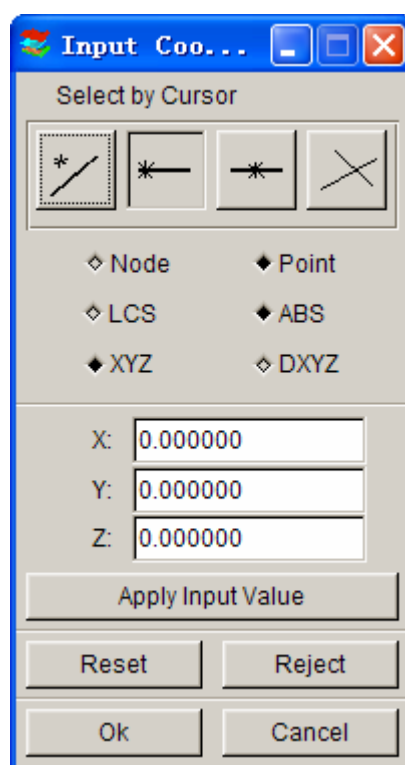 Input Coo...
Select by Cursor
Node Point
LCS ABS
XYZ DXYZ
X: 0.000000
Y: 0.000000
Z: 0.000000
Apply Input Value
Reset Reject
Ok Cancel